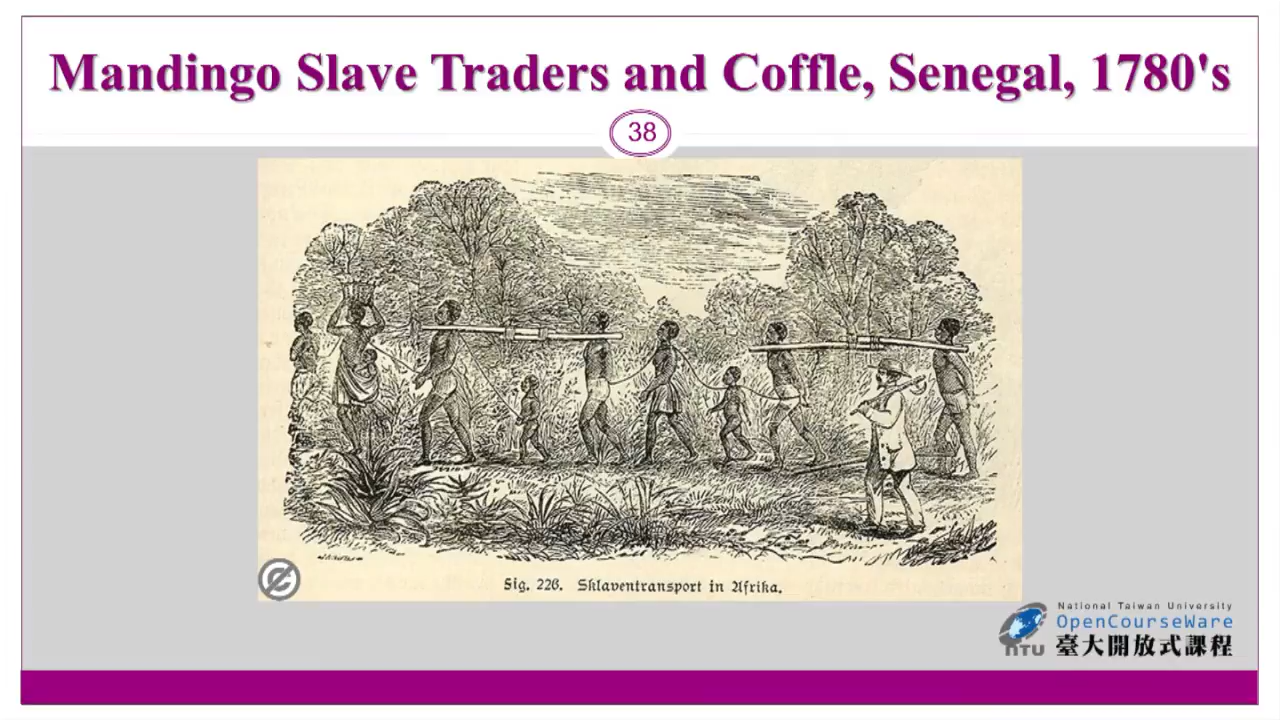 Mandingo Slave Traders and Coffle, Senegal, 1780's
38
Fig. 226. Sklaventransport in Afrika.
National Taiwan University
OpenCourseWare
NTU 臺大開放式課程